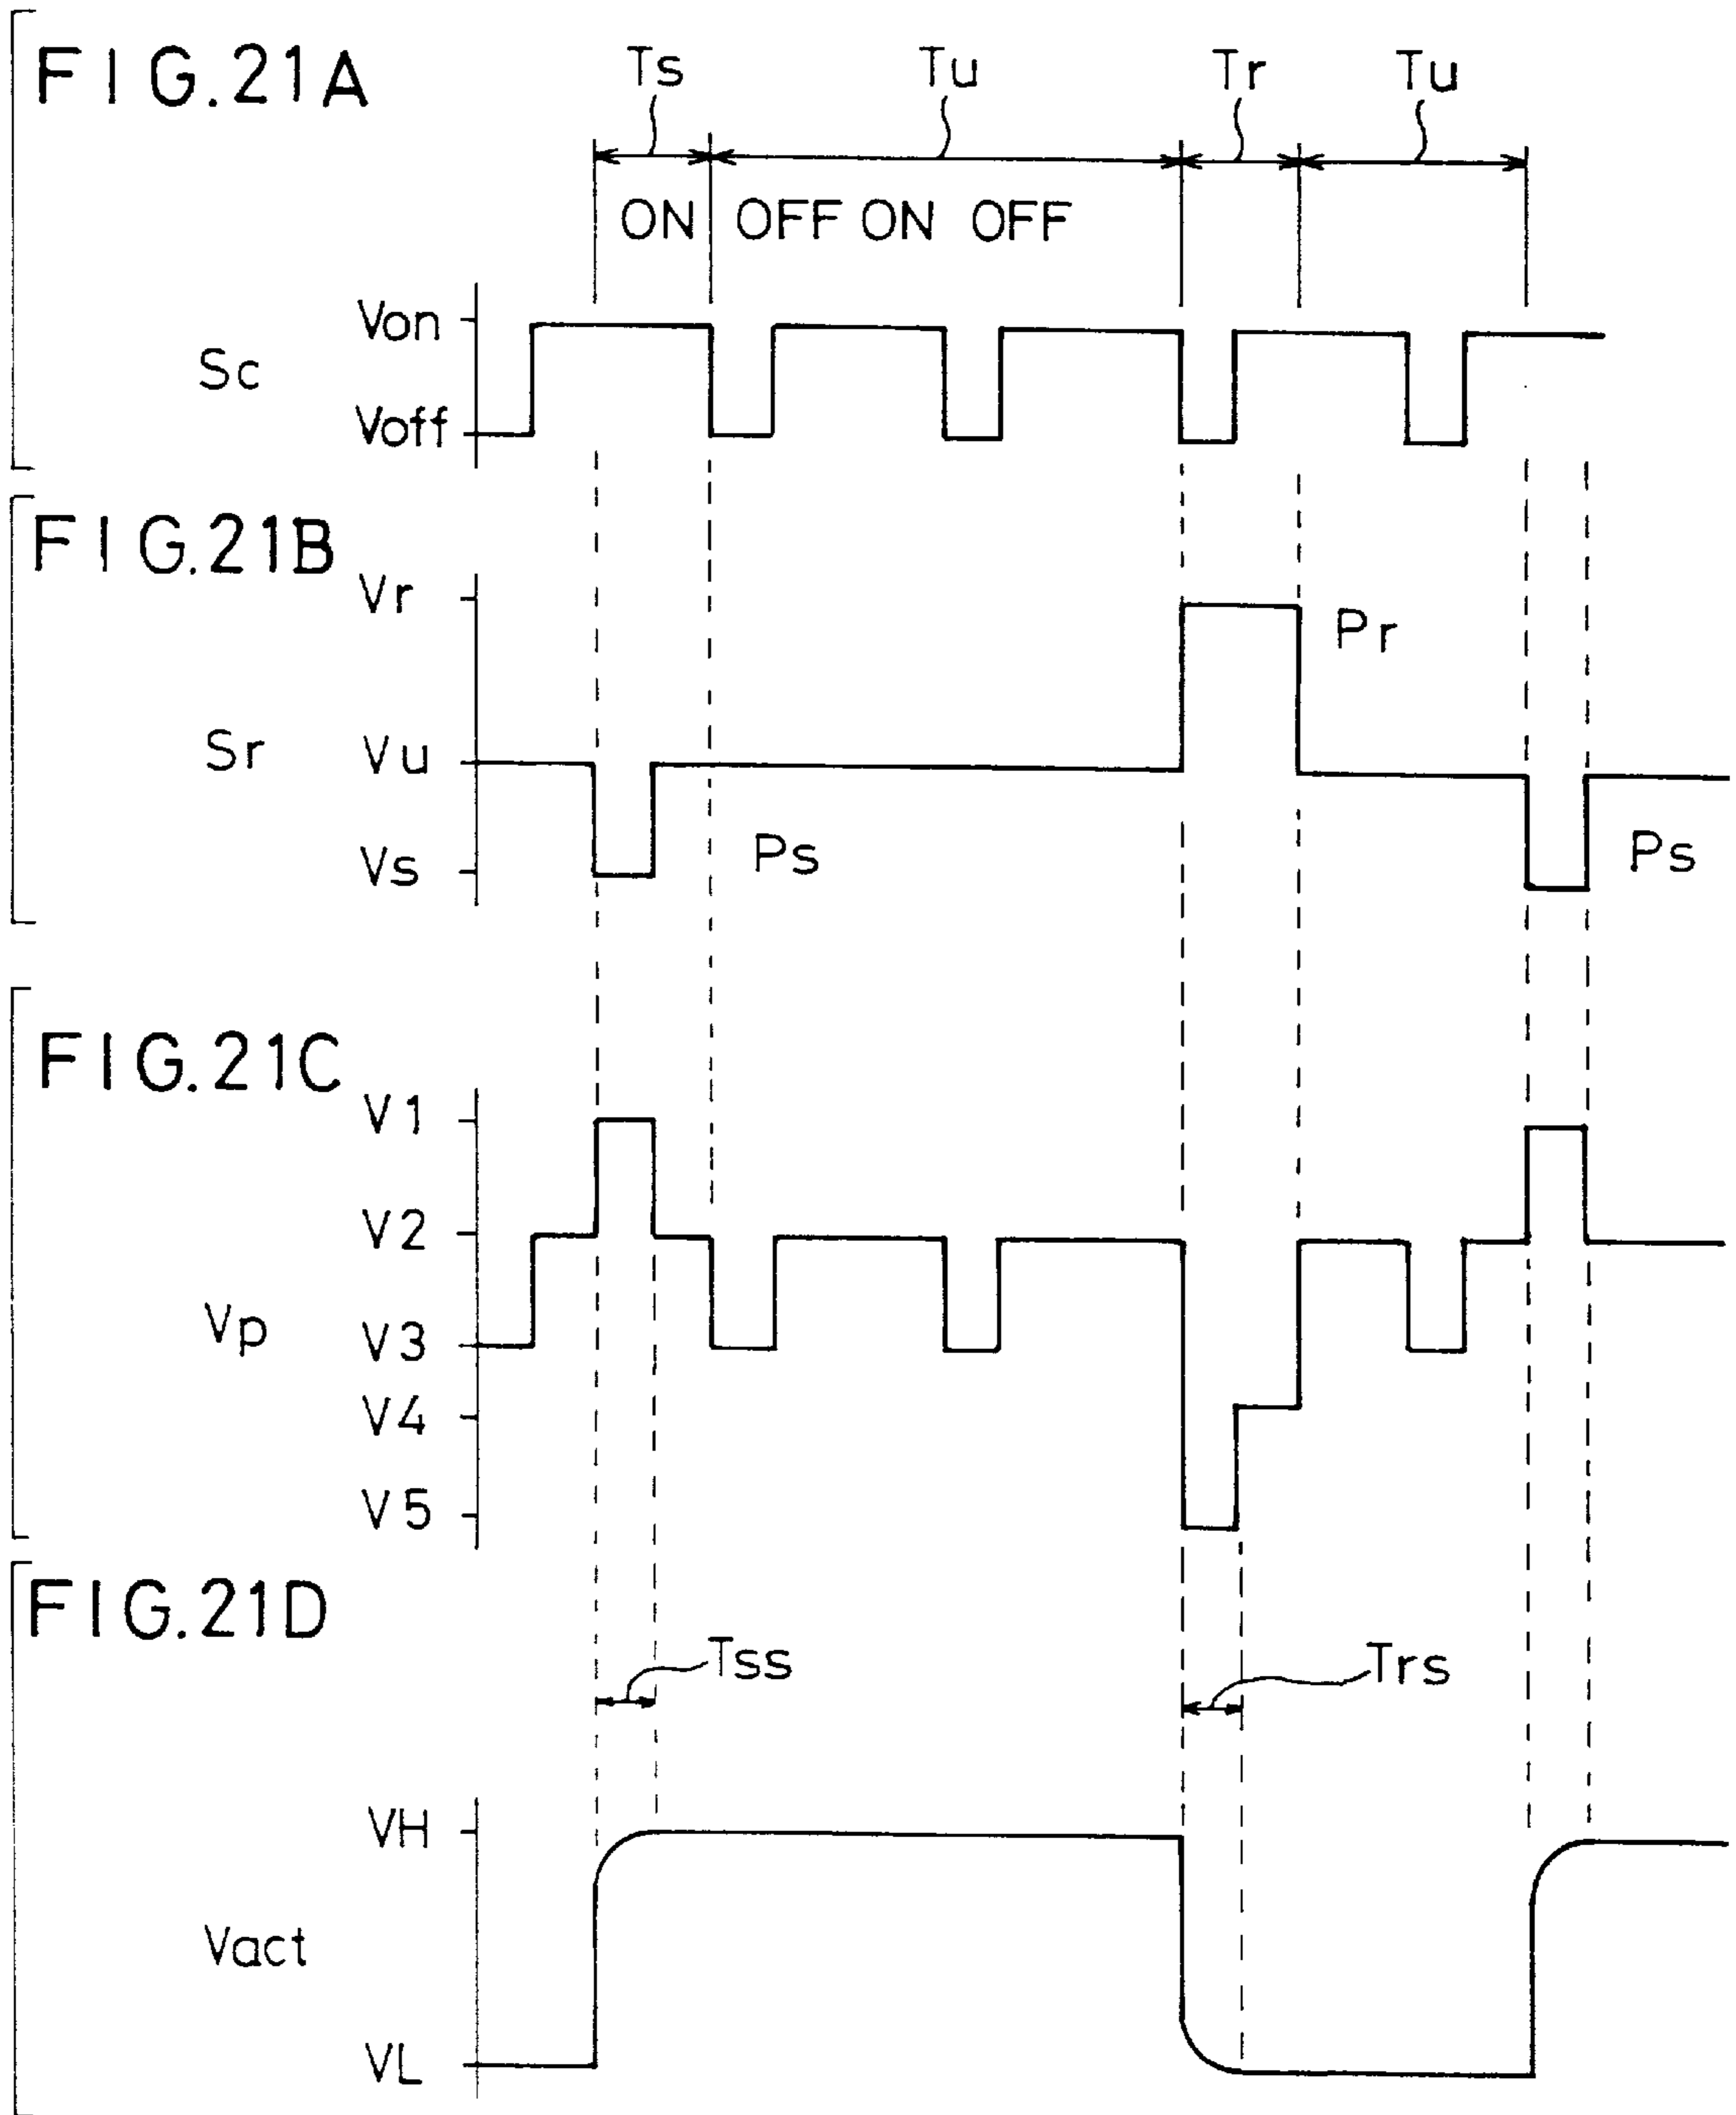 FIG.21A
Ts Tu Tr Tu
ON OFF ON OFF
Von
Sc
Voff
FIG.21B
Vr
Pr
Sr Vu
Vs Ps Ps
FIG.21C
V1
V2
Vp V3
V4
V5
FIG.21D
Tss Trs
VH
Vact
VL